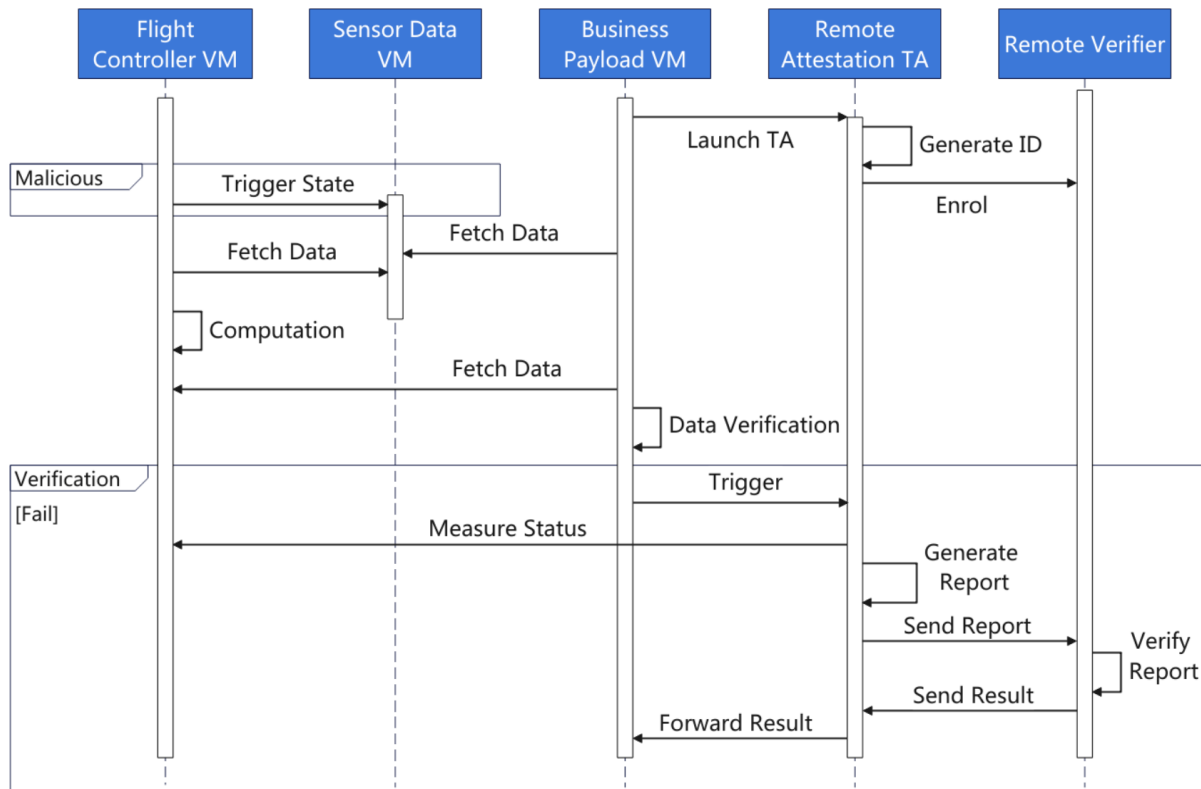 Flight
Controller VM
Sensor Data
VM
Business
Payload VM
Remote
Attestation TA
Remote Verifier
Launch TA
Generate ID
Malicious
Trigger State
Enrol
Fetch Data
Fetch Data
Computation
Fetch Data
Data Verification
Verification
Trigger
[Fail]
Measure Status
Generate
Report
Send Report
Verify
Report
Send Result
Forward Result